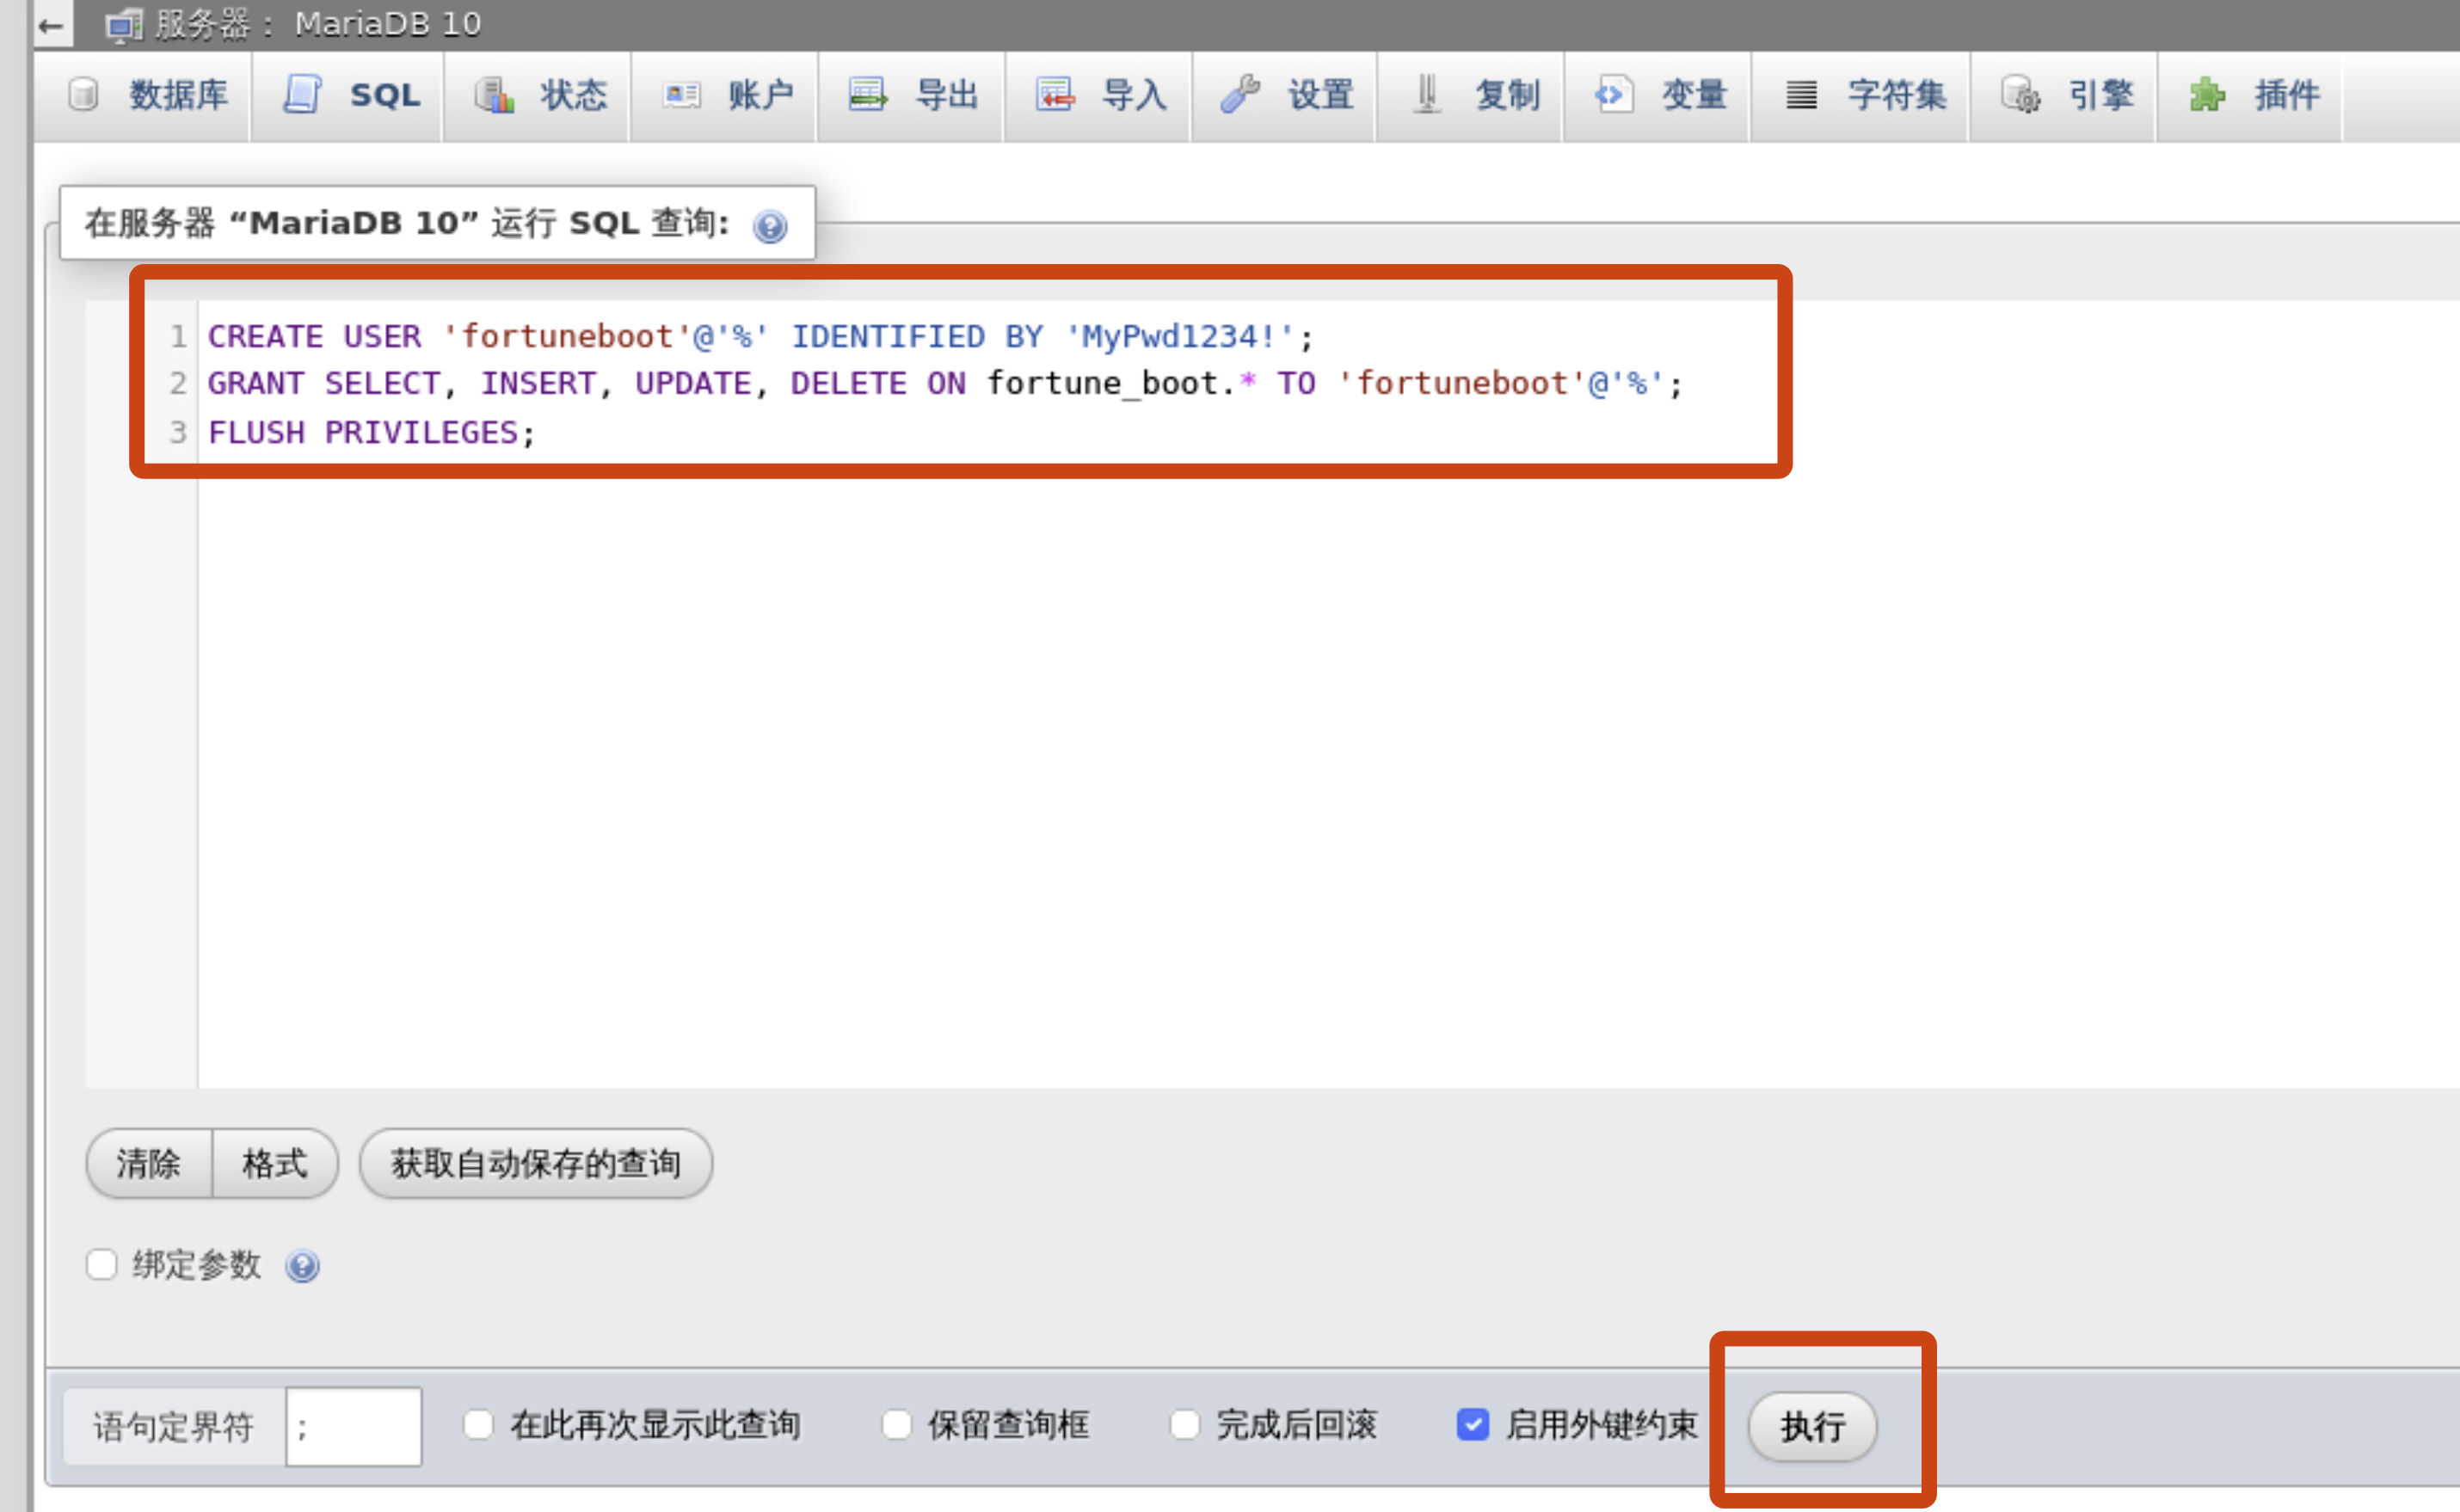 ← 服务器： MariaDB 10
数据库 SQL 状态 账户 导出 导入 设置 复制 变量 字符集 引擎 插件
在服务器 “MariaDB 10” 运行 SQL 查询:
1 CREATE USER 'fortuneboot'@'%' IDENTIFIED BY 'MyPwd1234!';
2 GRANT SELECT, INSERT, UPDATE, DELETE ON fortune_boot.* TO 'fortuneboot'@'%';
3 FLUSH PRIVILEGES;
清除 格式 获取自动保存的查询
绑定参数
语句定界符 ; 在此再次显示此查询 保留查询框 完成后回滚 启用外键约束 执行